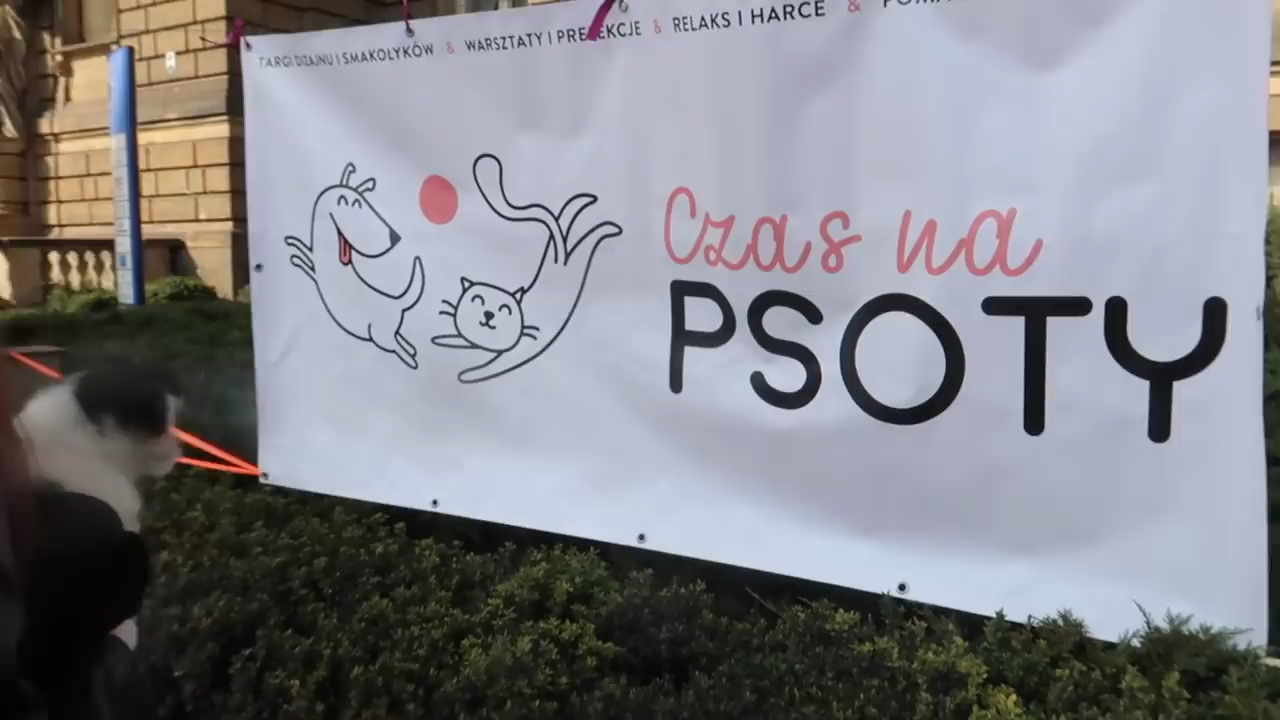 TARGI DIZAJNU I SMAKOŁYKÓW & WARSZTATY I PRELEKCJE & RELAKS I HARCE &
Czas na
PSOTY